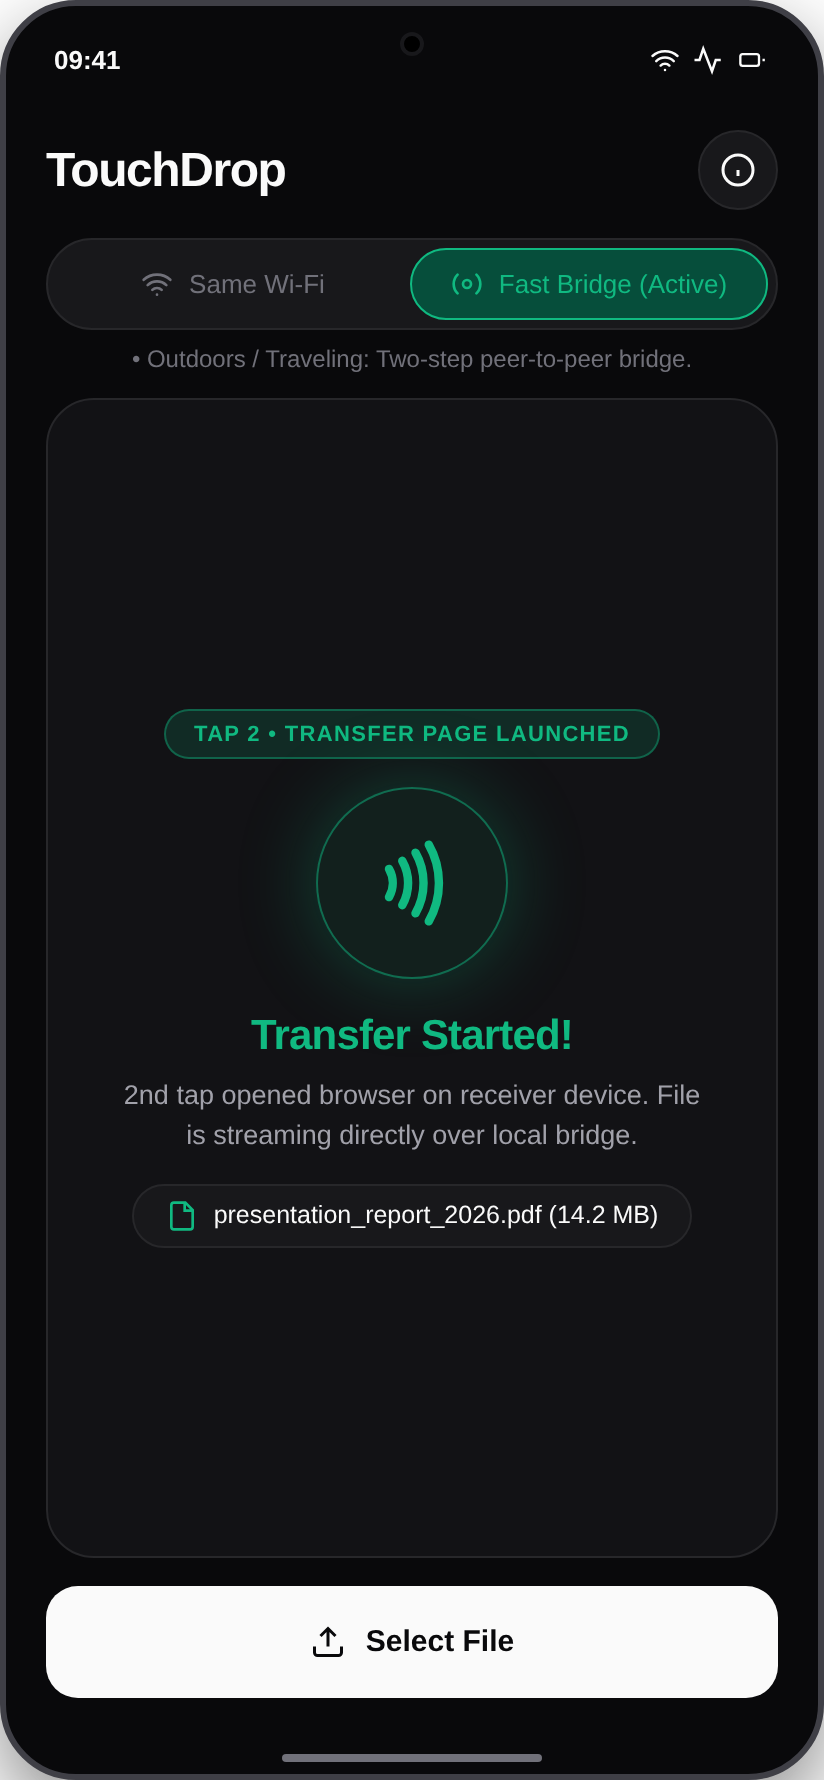 09:41
TouchDrop
Same Wi-Fi
Fast Bridge (Active)
• Outdoors / Traveling: Two-step peer-to-peer bridge.
TAP 2 • TRANSFER PAGE LAUNCHED
Transfer Started!
2nd tap opened browser on receiver device. File
is streaming directly over local bridge.
presentation_report_2026.pdf (14.2 MB)
Select File